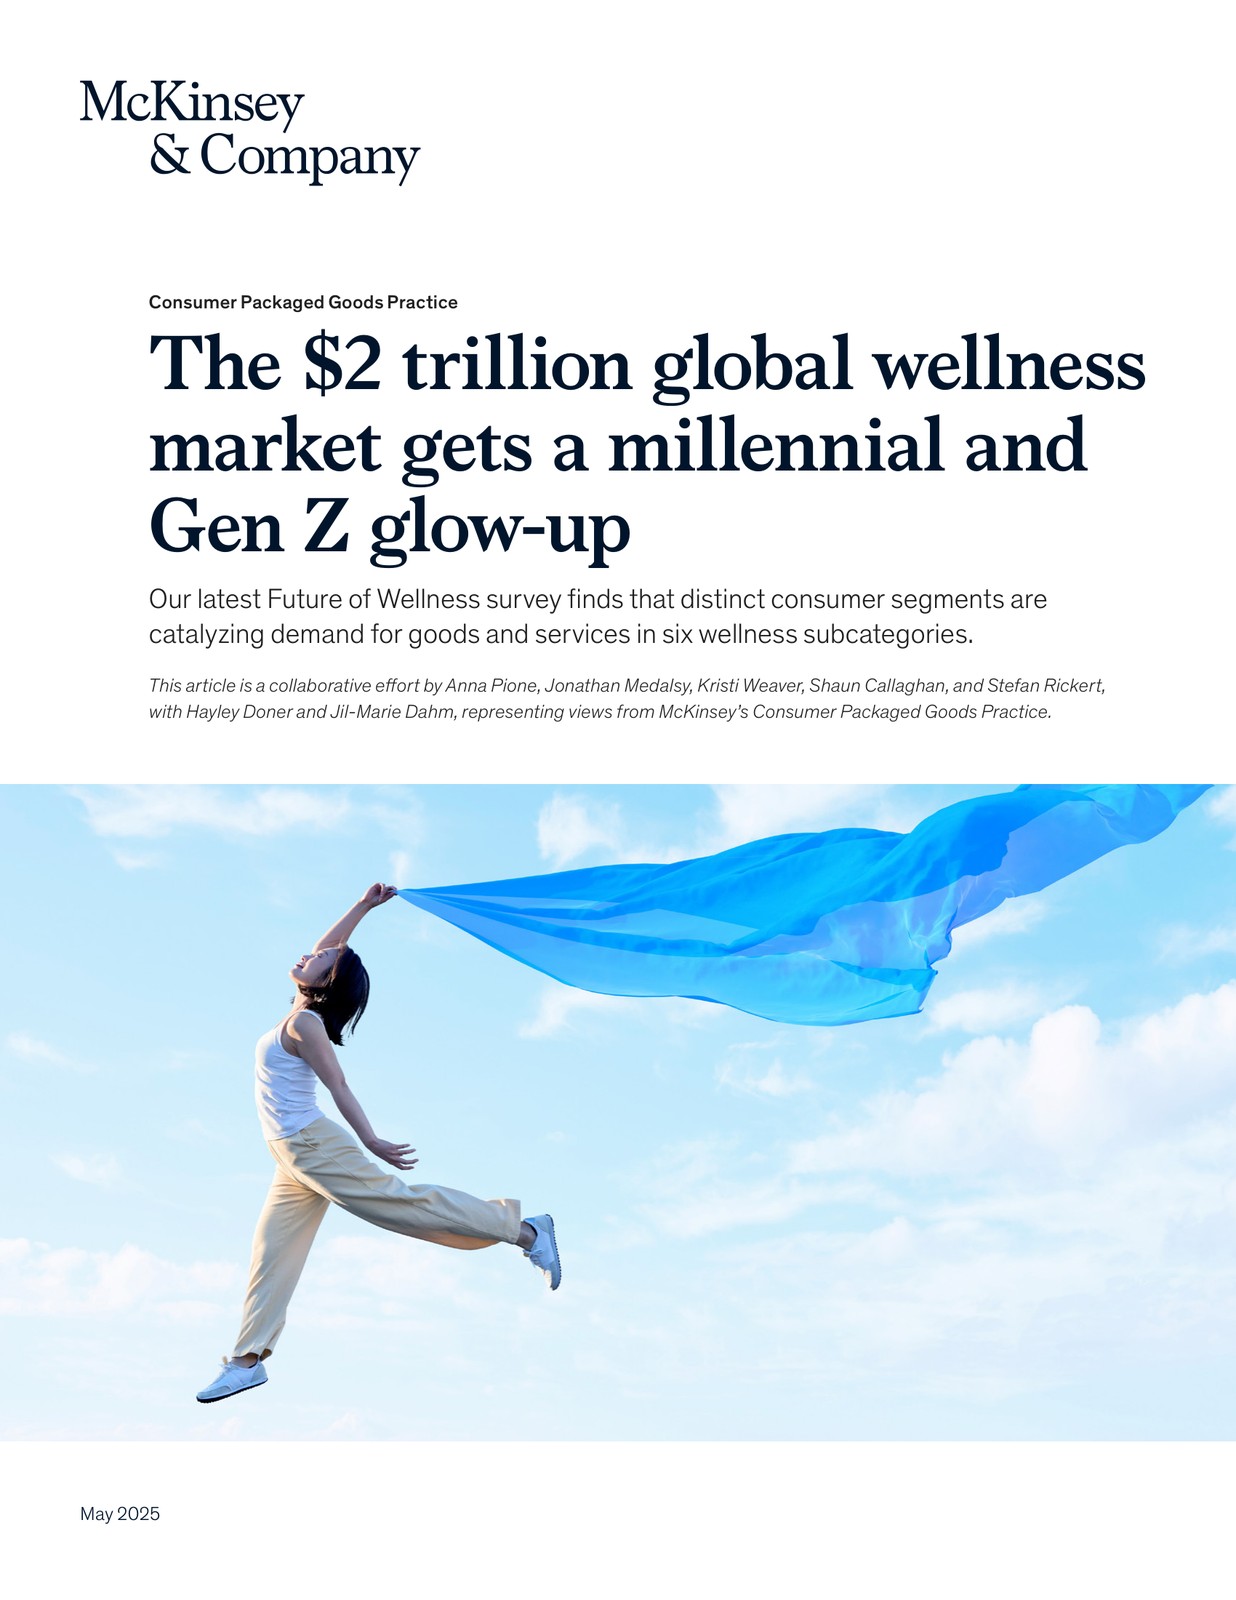 McKinsey
& Company
Consumer Packaged Goods Practice
The $2 trillion global wellness
market gets a millennial and
Gen Z glow-up
Our latest Future of Wellness survey finds that distinct consumer segments are
catalyzing demand for goods and services in six wellness subcategories.
This article is a collaborative effort by Anna Pione, Jonathan Medalsy, Kristi Weaver, Shaun Callaghan, and Stefan Rickert,
with Hayley Doner and Jil-Marie Dahm, representing views from McKinsey’s Consumer Packaged Goods Practice.
May 2025